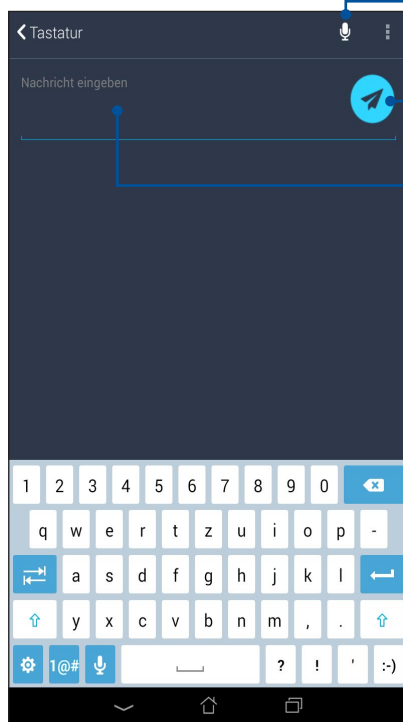 Tastatur
Nachricht eingeben
1 2 3 4 5 6 7 8 9 0
q w e r t z u i o p -
a s d f g h j k l
y x c v b n m , .
1@# ? ! ' :-)